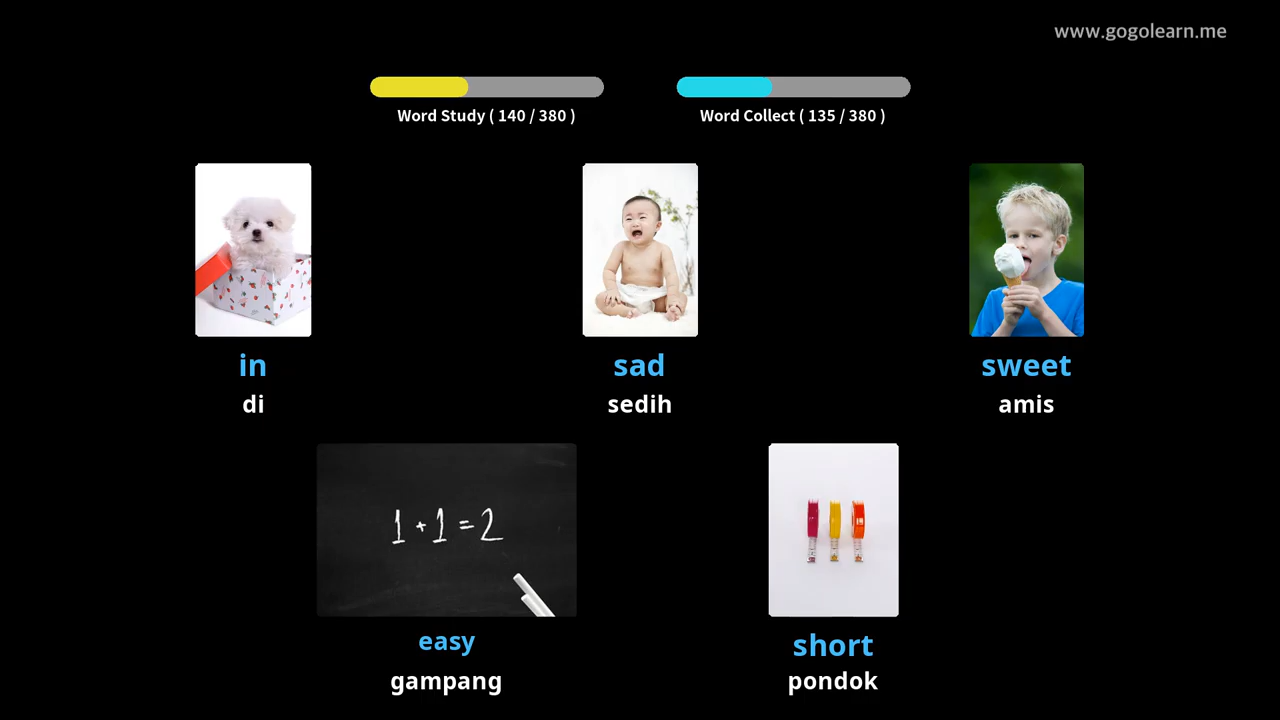 www.gogolearn.me
Word Study ( 140 / 380 )
Word Collect ( 135 / 380 )
in
di
sad
sedih
sweet
amis
1 + 1 = 2
easy
gampang
short
pondok